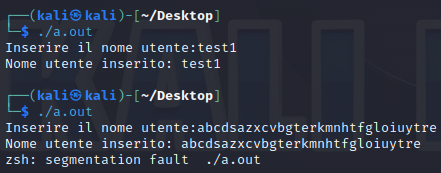 ┌──(kali㉿kali)-[~/Desktop]
└─$ ./a.out
Inserire il nome utente:test1
Nome utente inserito: test1
┌──(kali㉿kali)-[~/Desktop]
└─$ ./a.out
Inserire il nome utente:abcdsazxcvbgterkmnhtfgloiuytre
Nome utente inserito: abcdsazxcvbgterkmnhtfgloiuytre
zsh: segmentation fault  ./a.out